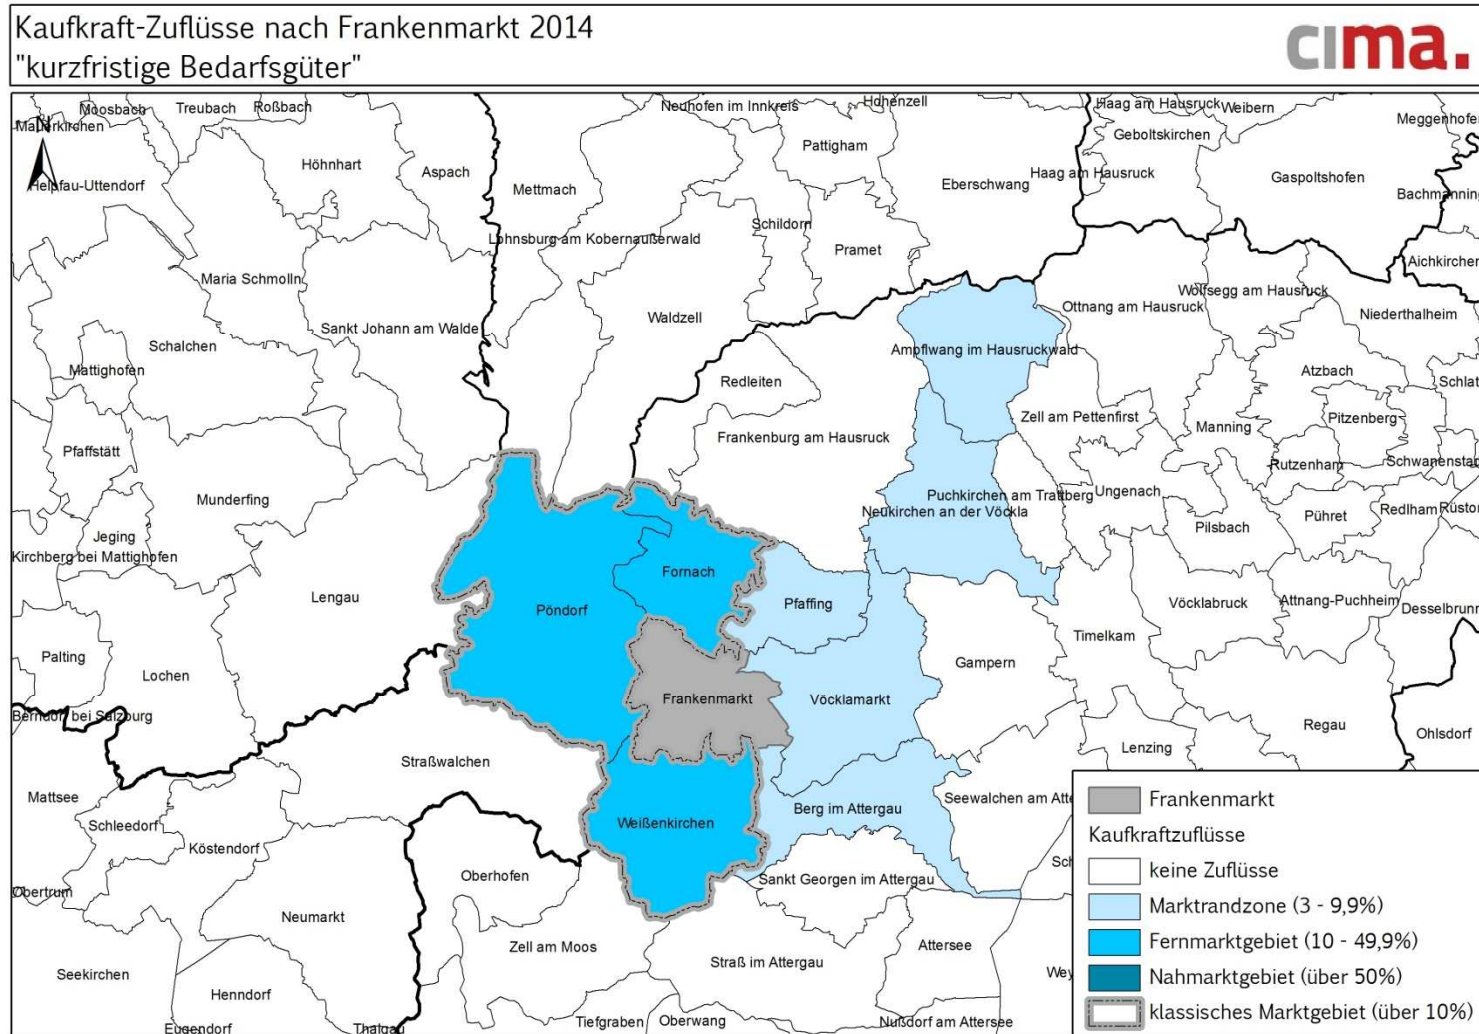 Kaufkraft-Zuflüsse nach Frankenmarkt 2014
"kurzfristige Bedarfsgüter"
cima.
Moosbach
Treubach
Roßbach
Neuhofen im Innkreis
Hohenzell
Haag am Hausruck
Weibern
Mauerkirchen
N
Meggenhofe
Geboltskirchen
Pattigham
Höhnhart
Aspach
Haag am Hausruck
Gaspoltshofen
Helpfau-Uttendorf
Mettmach
Eberschwang
Bachmanning
Schildorn
Lohnsburg am Kobernaußerwald
Pramet
Aichkirchen
Maria Schmolln
Wolfsegg am Hausruck
Ottnang am Hausruck
Niederthalheim
Waldzell
Sankt Johann am Walde
Schalchen
Ampflwang im Hausruckwald
Mattighofen
Atzbach
Redleiten
Schlat
Zell am Pettenfirst
Pitzenberg
Manning
Frankenburg am Hausruck
Pfaffstätt
Rutzenham
Schwanenstad
Ungenach
Puchkirchen am Trattberg
Munderfing
Neukirchen an der Vöckla
Redlham
Rüstor
Pühret
Pilsbach
Jeging
Kirchberg bei Mattighofen
Fornach
Lengau
Pöndorf
Pfaffing
Vöcklabruck
Attnang-Puchheim
Desselbrunn
Timelkam
Palting
Gampern
Lochen
Frankenmarkt
Vöcklamarkt
Berndorf bei Salzburg
Regau
Ohlsdorf
Lenzing
Straßwalchen
Mattsee
Seewalchen am Atte
Berg im Attergau
Schleedorf
Weißenkirchen
Köstendorf
Sch
Oberhofen
Sankt Georgen im Attergau
Obertrum
Neumarkt
Zell am Moos
Attersee
Straß im Attergau
Seekirchen
Wey
Henndorf
Tiefgraben
Oberwang
Nußdorf am Attersee
Eugendorf
Thalgau
Frankenmarkt
Kaufkraftzuflüsse
keine Zuflüsse
Marktrandzone (3 - 9,9%)
Fernmarktgebiet (10 - 49,9%)
Nahmarktgebiet (über 50%)
klassisches Marktgebiet (über 10%)